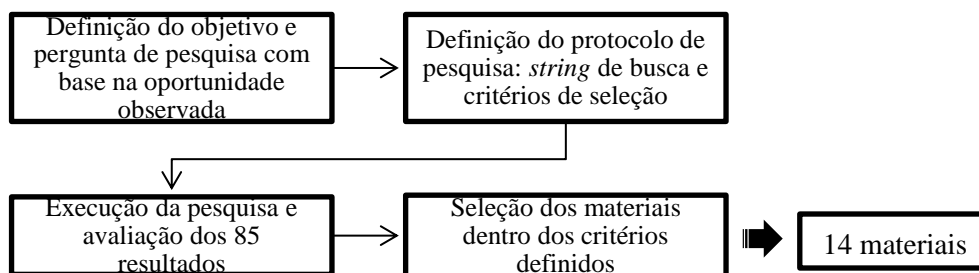 Definição do objetivo e
pergunta de pesquisa com
base na oportunidade
observada
Definição do protocolo de
pesquisa: string de busca e
critérios de seleção
Execução da pesquisa e
avaliação dos 85
resultados
Seleção dos materiais
dentro dos critérios
definidos
14 materiais